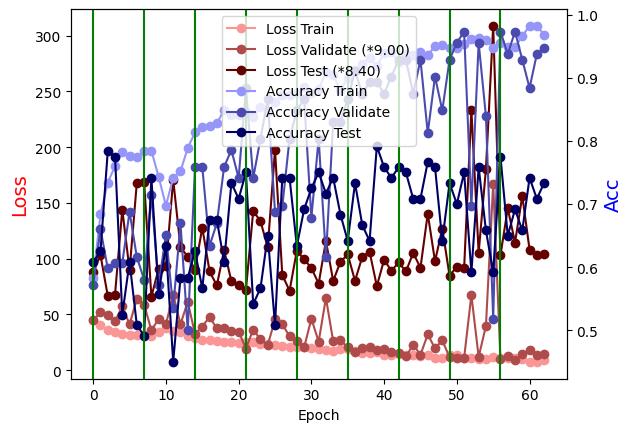 Loss Train
Loss Validate (*9.00)
Loss Test (*8.40)
Accuracy Train
Accuracy Validate
Accuracy Test
300
250
200
150
100
50
0
Loss
1.0
0.9
0.8
0.7
0.6
0.5
Acc
0 10 20 30 40 50 60
Epoch